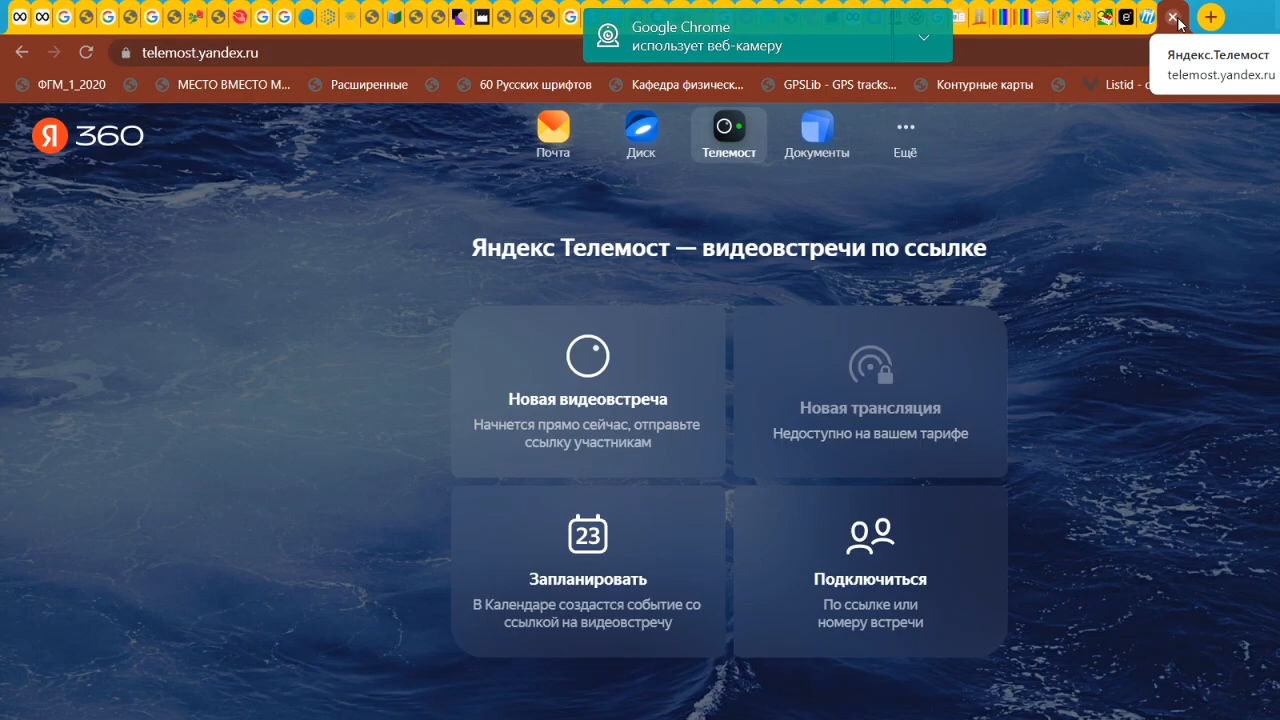 Google Chrome
использует веб-камеру
Яндекс.Телемост
telemost.yandex.ru
telemost.yandex.ru
ФГМ_1_2020
МЕСТО ВМЕСТО М...
Расширенные
60 Русских шрифтов
Кафедра физическ...
GPSLib - GPS tracks...
Контурные карты
Listid - с
Я 360
Почта
Диск
Телемост
Документы
Ещё
Яндекс Телемост — видеовстречи по ссылке
Новая видеовстреча
Начнется прямо сейчас, отправьте
ссылку участникам
Новая трансляция
Недоступно на вашем тарифе
23
Запланировать
В Календаре создастся событие со
ссылкой на видеовстречу
Подключиться
По ссылке или
номеру встречи